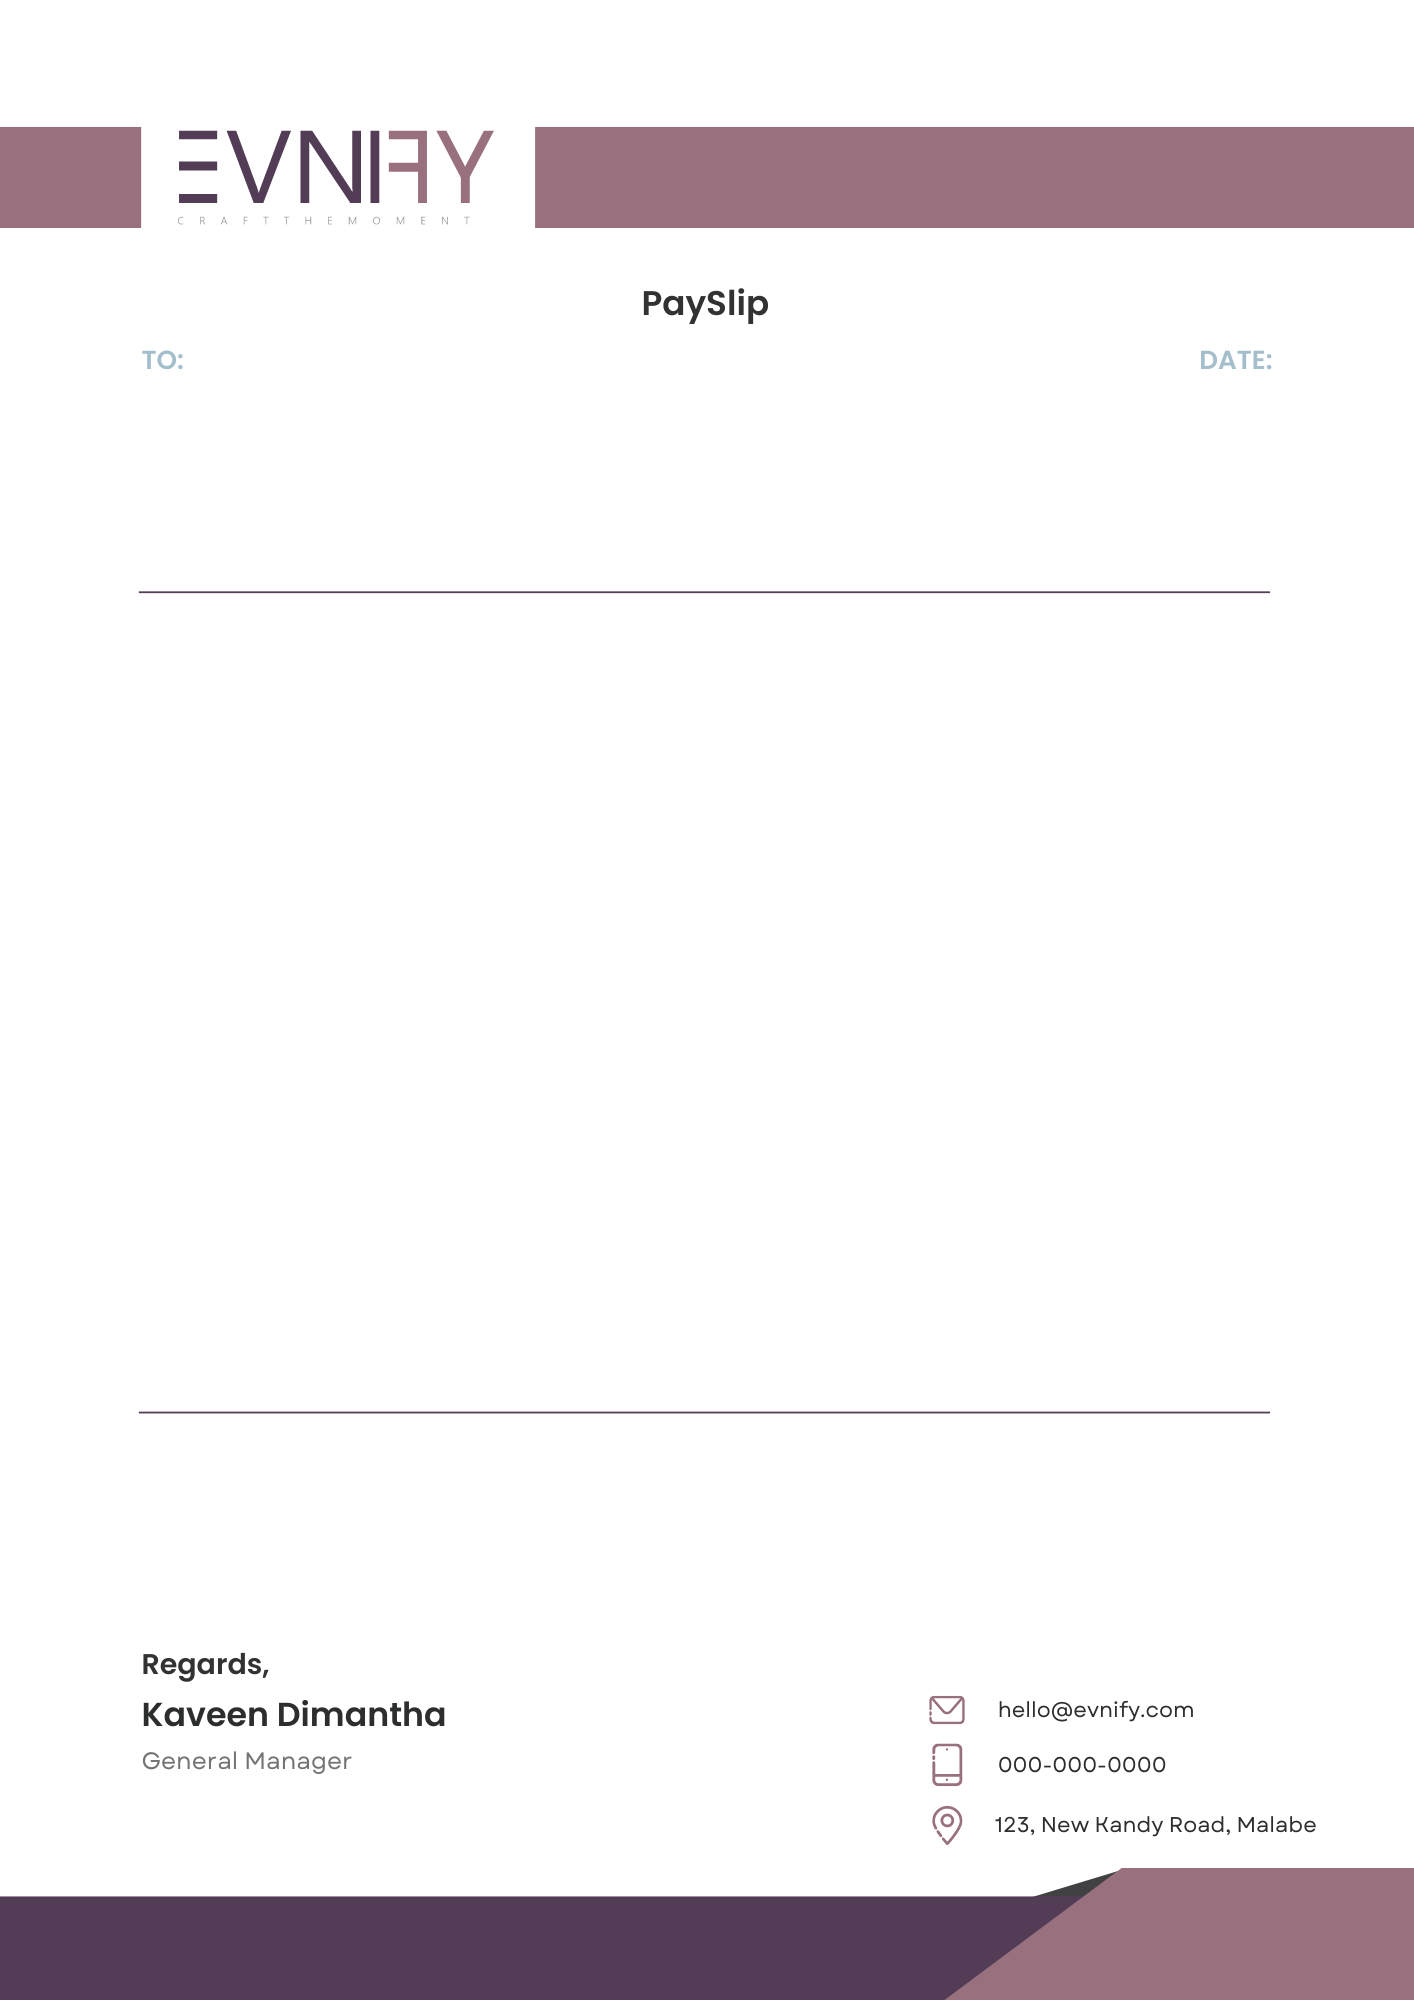 EVNIFY
CRAFTTHEMOMENT
PaySlip
TO:
DATE:
Regards,
Kaveen Dimantha
General Manager
hello@evnify.com
000-000-0000
123, New Kandy Road, Malabe